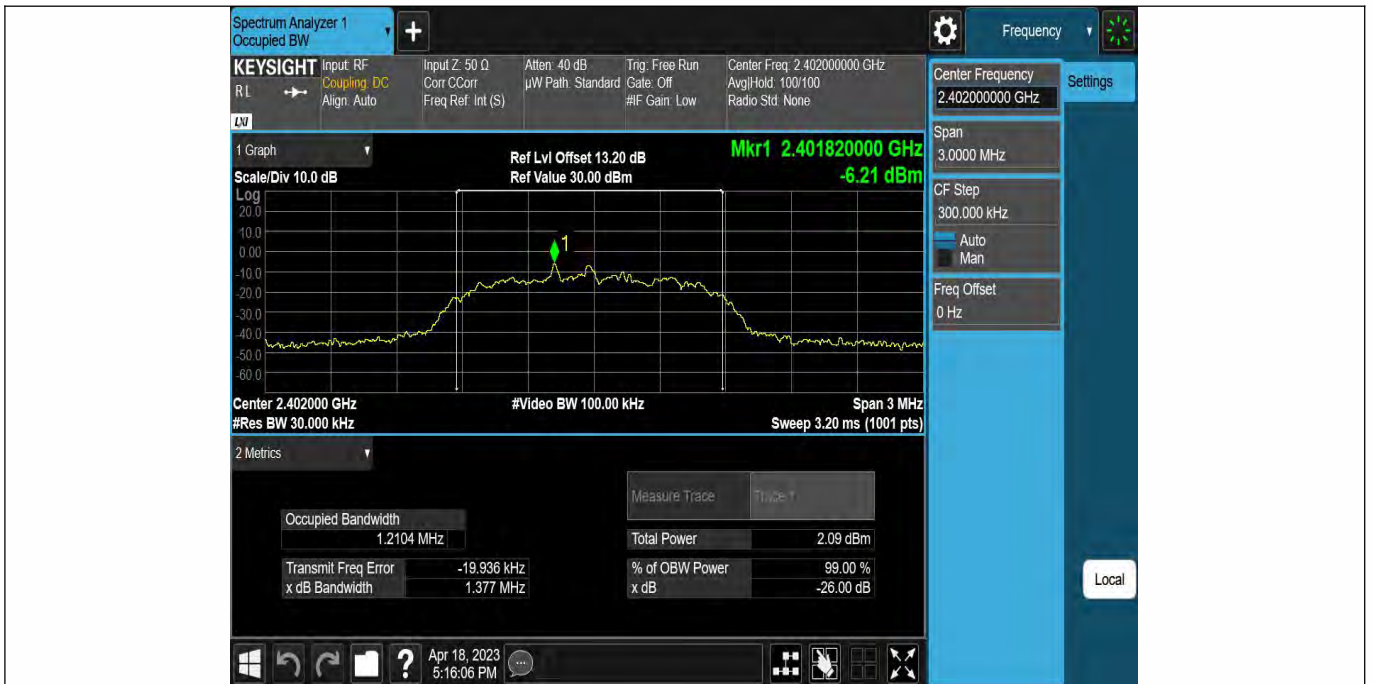 Spectrum Analyzer 1
Occupied BW
+
Frequency
KEYSIGHT
RL
LXI
Input: RF
Coupling: DC
Align: Auto
Input Z: 50 Ω
Corr CCorr
Freq Ref: Int (S)
Atten: 40 dB
µW Path: Standard
Trig: Free Run
Gate: Off
#IF Gain: Low
Center Freq: 2.402000000 GHz
Avg|Hold: 100/100
Radio Std: None
Center Frequency
2.402000000 GHz
Settings
Span
3.0000 MHz
CF Step
300.000 kHz
Auto
Man
Freq Offset
0 Hz
Local
1 Graph
Scale/Div 10.0 dB
Ref Lvl Offset 13.20 dB
Ref Value 30.00 dBm
Mkr1 2.401820000 GHz
-6.21 dBm
Log
20.0
10.0
0.00
-10.0
-20.0
-30.0
-40.0
-50.0
-60.0
1
Center 2.402000 GHz
#Video BW 100.00 kHz
Span 3 MHz
#Res BW 30.000 kHz
Sweep 3.20 ms (1001 pts)
2 Metrics
Measure Trace Trace 1
Occupied Bandwidth
1.2104 MHz
Total Power 2.09 dBm
Transmit Freq Error -19.936 kHz
% of OBW Power 99.00 %
x dB Bandwidth 1.377 MHz
x dB -26.00 dB
?
Apr 18, 2023
5:16:06 PM